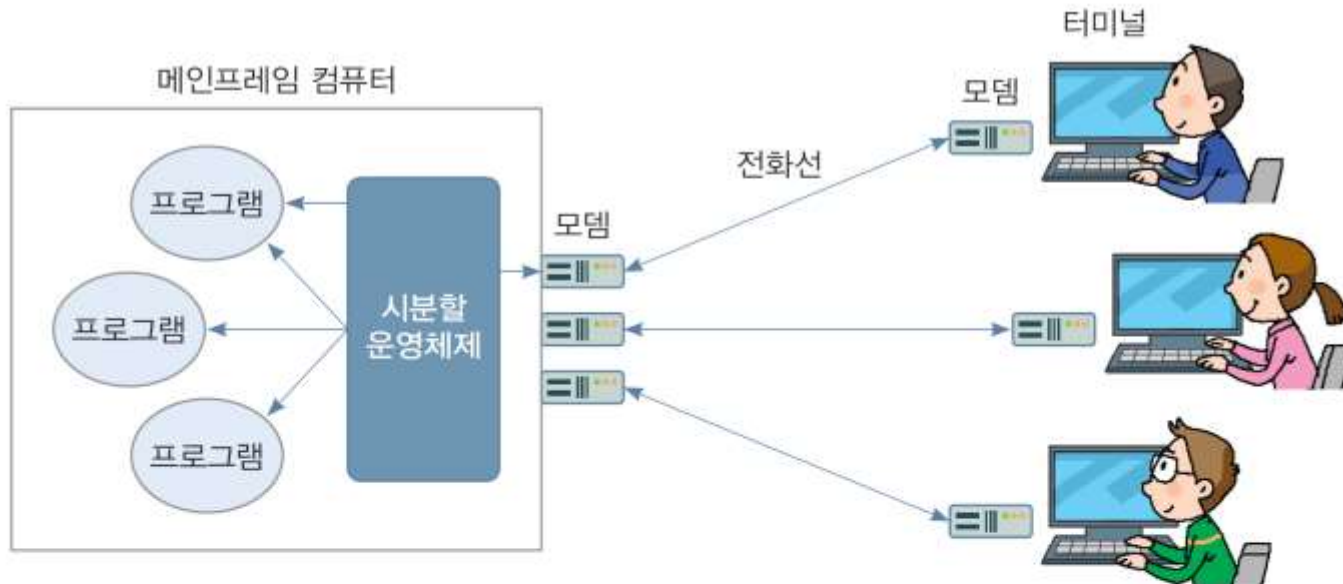 터미널
메인프레임 컴퓨터
모뎀
전화선
프로그램
모뎀
시분할
운영체제
프로그램
프로그램